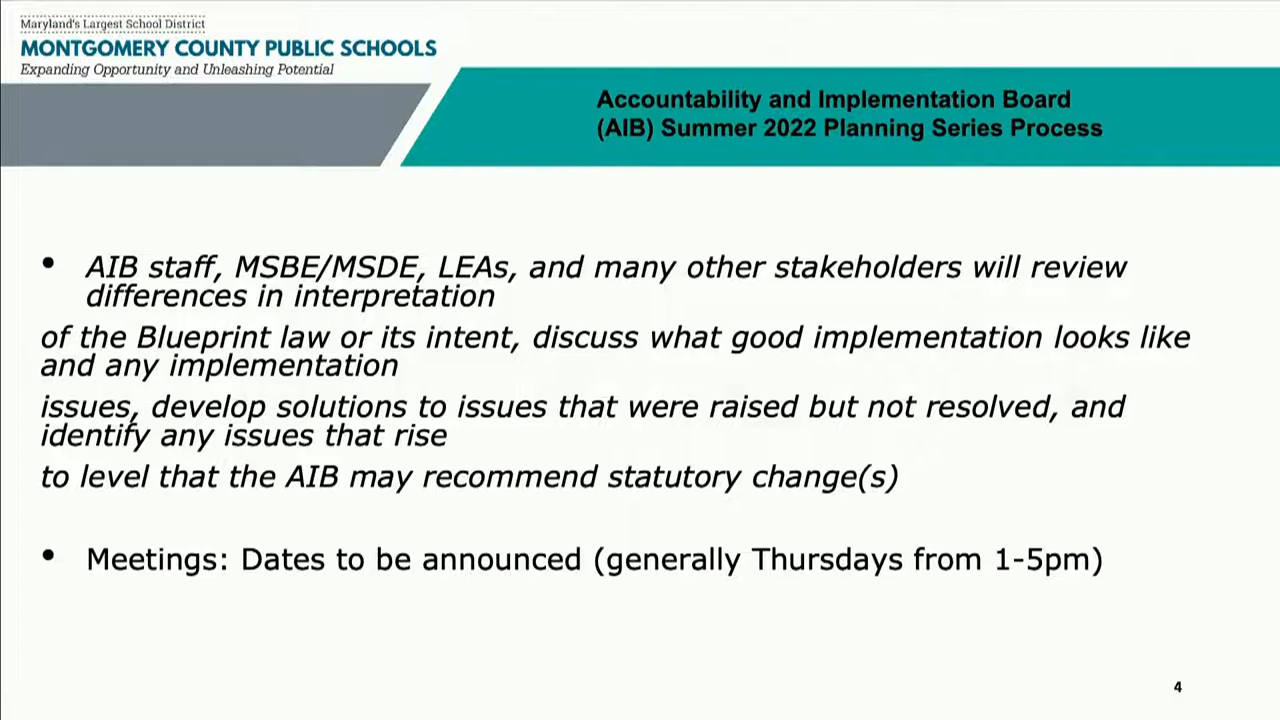 Maryland's Largest School District
MONTGOMERY COUNTY PUBLIC SCHOOLS
Expanding Opportunity and Unleashing Potential
Accountability and Implementation Board
(AIB) Summer 2022 Planning Series Process
• AIB staff, MSBE/MSDE, LEAs, and many other stakeholders will review
differences in interpretation
of the Blueprint law or its intent, discuss what good implementation looks like
and any implementation
issues, develop solutions to issues that were raised but not resolved, and
identify any issues that rise
to level that the AIB may recommend statutory change(s)
• Meetings: Dates to be announced (generally Thursdays from 1-5pm)
4